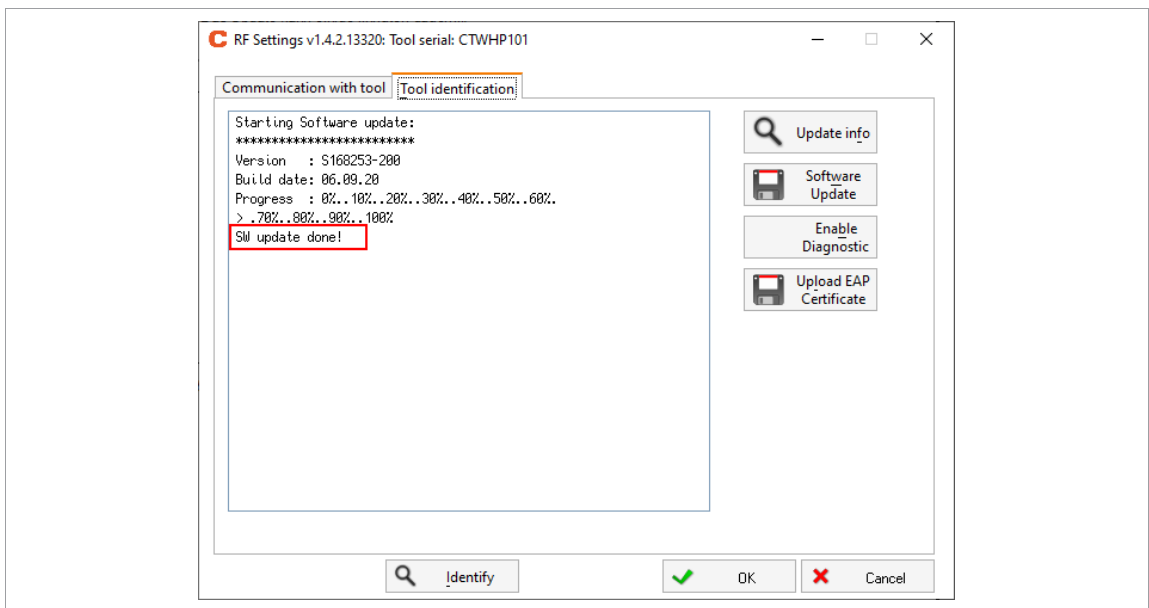 RF Settings v1.4.2.13320: Tool serial: CTWHP101
Communication with tool
Tool identification
Starting Software update:
*************************
Version : S168253-200
Build date: 06.09.20
Progress : 0%..10%..20%..30%..40%..50%..60%.
> .70%..80%..90%..100%
SW update done!
Update info
Software
Update
Enable
Diagnostic
Upload EAP
Certificate
Identify
OK
Cancel